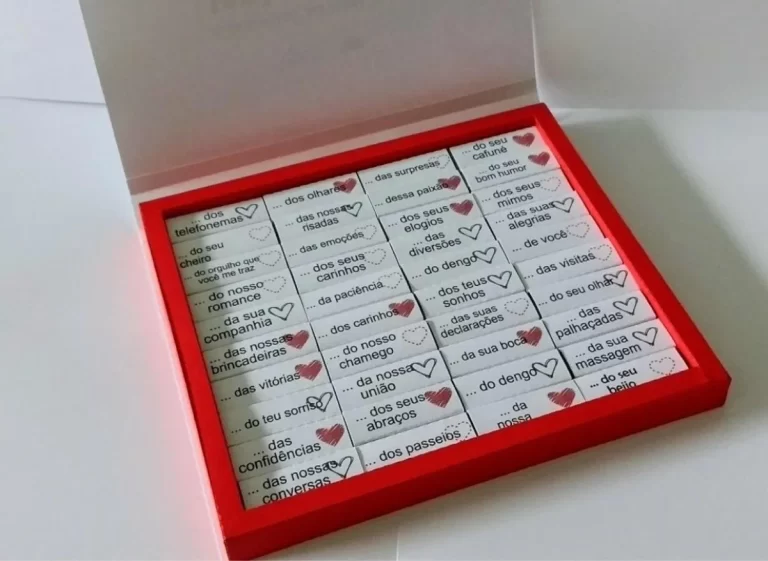 ... dos
telefonemas
... do seu
cheiro
... do orgulho que
você me traz
... do nosso
romance
... da sua
companhia
... das nossas
brincadeiras
... das vitórias
... do teu sorriso
... das
confidências
... das nossas
conversas
... dos olhares
... das nossas
risadas
... das emoções
... dos seus
carinhos
... da paciência
... dos carinhos
... do nosso
chamego
... da nossa
união
... dos seus
abraços
... dos passeios
... das surpresas
... dessa paixão
... dos seus
elogios
... das
diversões
... do dengo
... dos teus
sonhos
... das suas
declarações
... da sua boca
... do dengo
... da
nossa
... do seu
cafuné
... do seu
bom humor
... dos seus
mimos
... das suas
alegrias
... de você
... das visitas
... do seu olhar
... das
palhaçadas
... da sua
massagem
... do seu
beijo